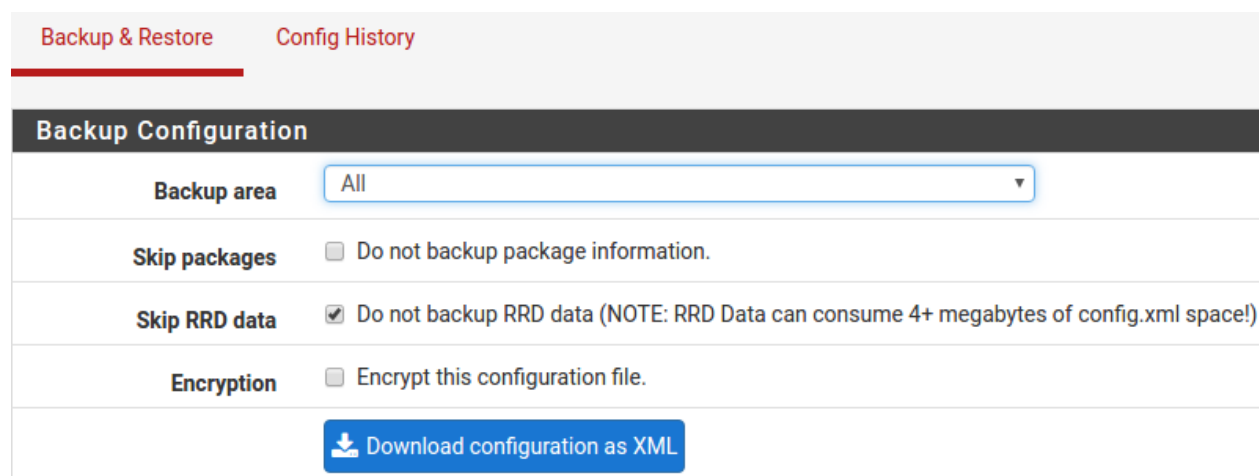 Backup & Restore Config History
Backup Configuration
Backup area All
Skip packages Do not backup package information.
Skip RRD data Do not backup RRD data (NOTE: RRD Data can consume 4+ megabytes of config.xml space!)
Encryption Encrypt this configuration file.
Download configuration as XML